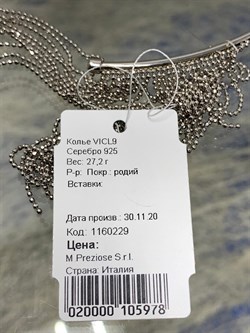 Колье VICL9
Серебро 925
Вес: 27,2 г
Р-р: Покр.: родий
Вставки:
Дата произв : 30.11.20
Код: 1160229
Цена:
M Preziose S r.l.
Страна: Италия
020000 105978